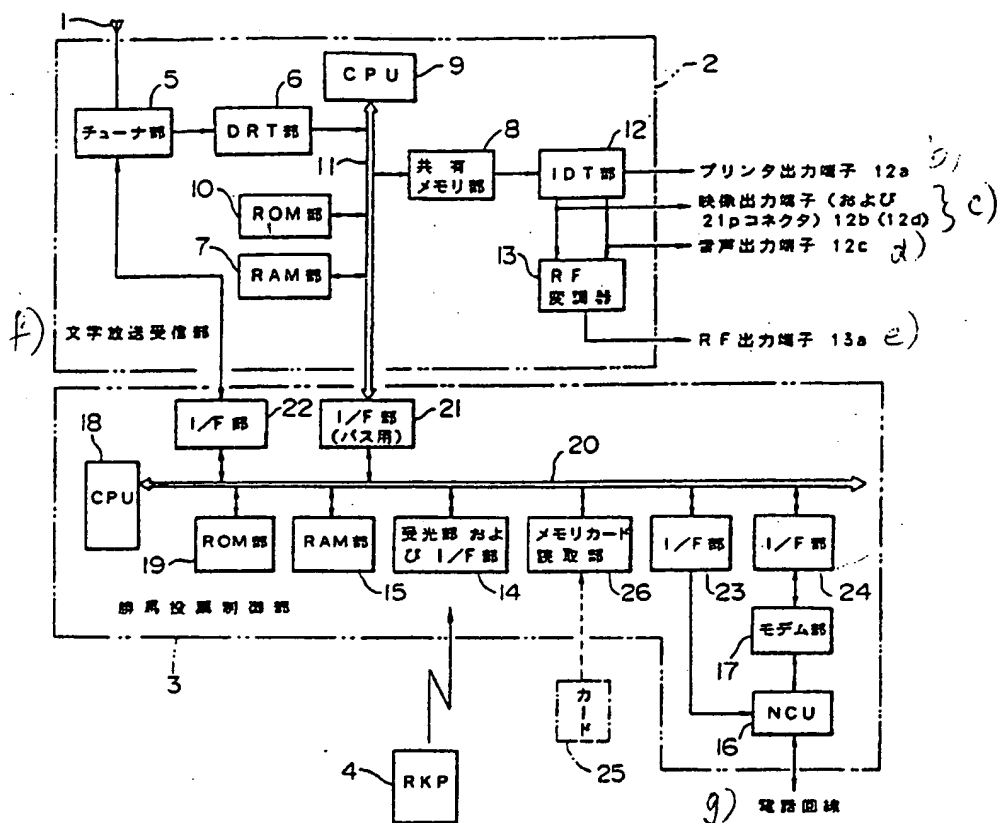 1
5
チューナ部
6
DRT部
CPU
9
2
11
8
共有
メモリ部
12
IDT部
プリンタ出力端子 12a
b)
映像出力端子(および
21pコネクタ) 12b (12d)
c)
音声出力端子 12c
d)
10
ROM部
7
RAM部
13
RF
変調器
RF出力端子 13a
e)
f)
文字放送受信部
I/F部
22
I/F部
(バス用)
21
18
CPU
20
ROM部
19
RAM部
15
受光部およ
び I/F部
14
メモリカード
読取部
26
I/F部
23
I/F部
24
勝馬投票制御部
3
モデム部
17
カード
25
NCU
16
4
RKP
g)
電話回線